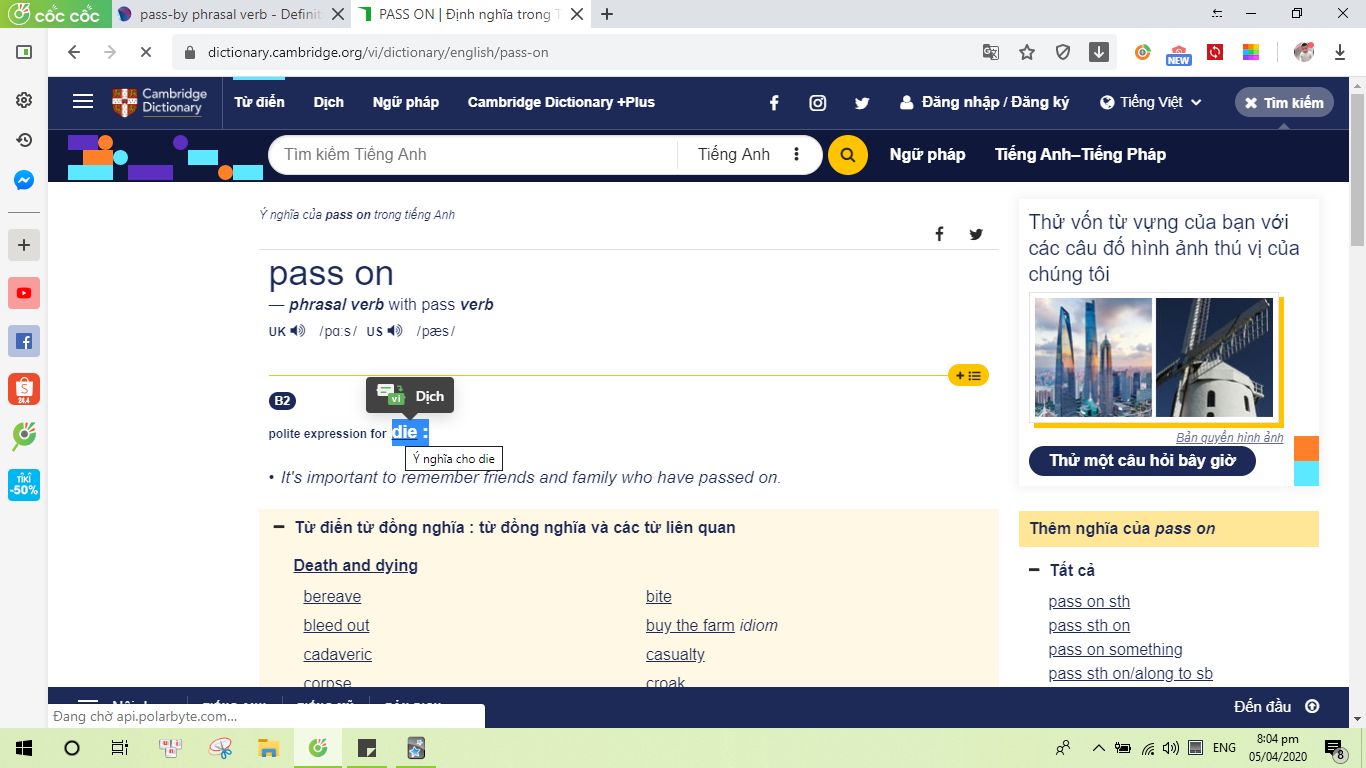 cốc cốc
pass-by phrasal verb - Definit
PASS ON | Định nghĩa trong T
dictionary.cambridge.org/vi/dictionary/english/pass-on
NEW
Cambridge Dictionary
Từ điển
Dịch
Ngữ pháp
Cambridge Dictionary +Plus
Đăng nhập / Đăng ký
Tiếng Việt
Tìm kiếm
Tìm kiếm Tiếng Anh
Tiếng Anh
Ngữ pháp
Tiếng Anh–Tiếng Pháp
Ý nghĩa của pass on trong tiếng Anh
pass on
— phrasal verb with pass verb
UK /pɑːs/ US /pæs/
B2
vi Dịch
polite expression for die :
Ý nghĩa cho die
• It's important to remember friends and family who have passed on.
Từ điển từ đồng nghĩa : từ đồng nghĩa và các từ liên quan
Death and dying
bereave
bite
bleed out
buy the farm idiom
cadaveric
casualty
corpse
croak
Thử vốn từ vựng của bạn với
các câu đố hình ảnh thú vị của
chúng tôi
Bản quyền hình ảnh
Thử một câu hỏi bây giờ
Thêm nghĩa của pass on
Tất cả
pass on sth
pass sth on
pass on something
pass sth on/along to sb
Đến đầu
24.4
TIKI
-50%
Đang chờ api.polarbyte.com...
ENG
8:04 pm
05/04/2020
8